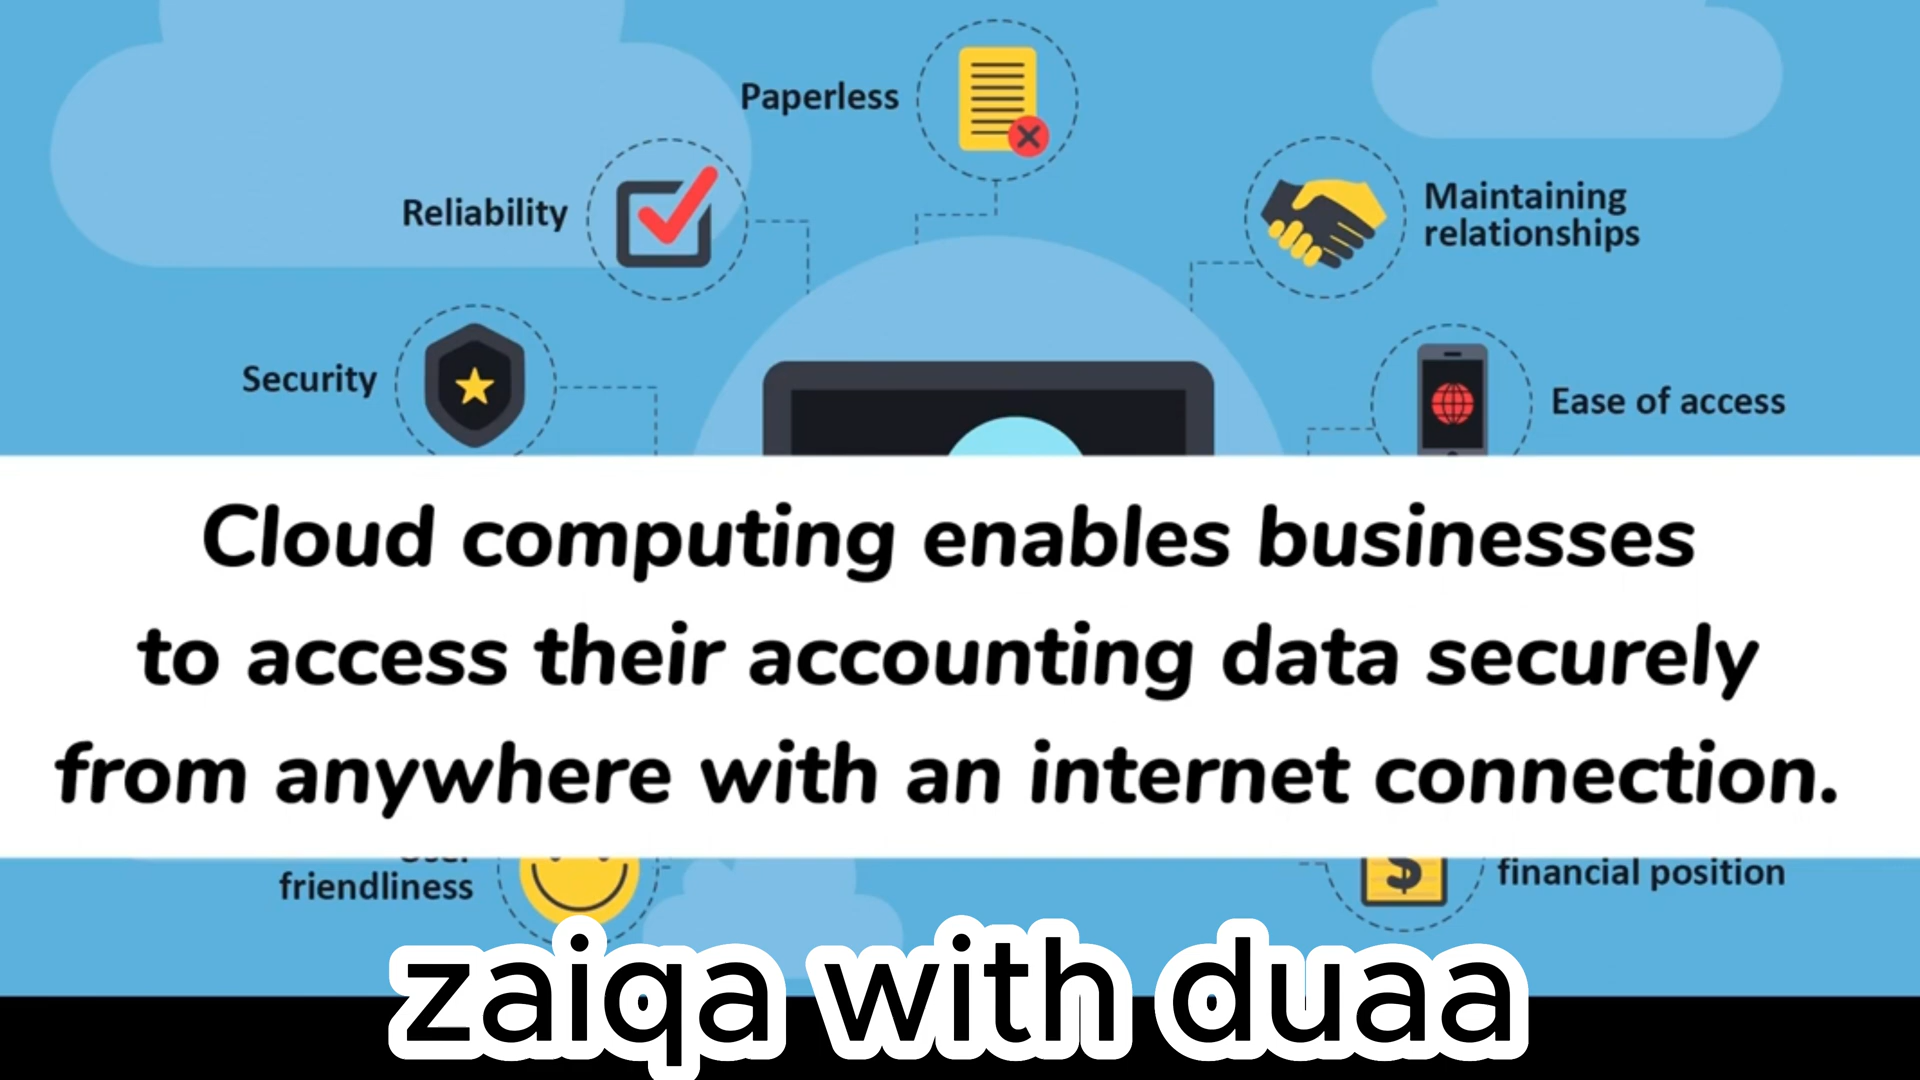 Paperless
Reliability
Maintaining
relationships
Security
Ease of access
Cloud computing enables businesses
to access their accounting data securely
from anywhere with an internet connection.
friendliness
financial position
$
zaiqa with duaa